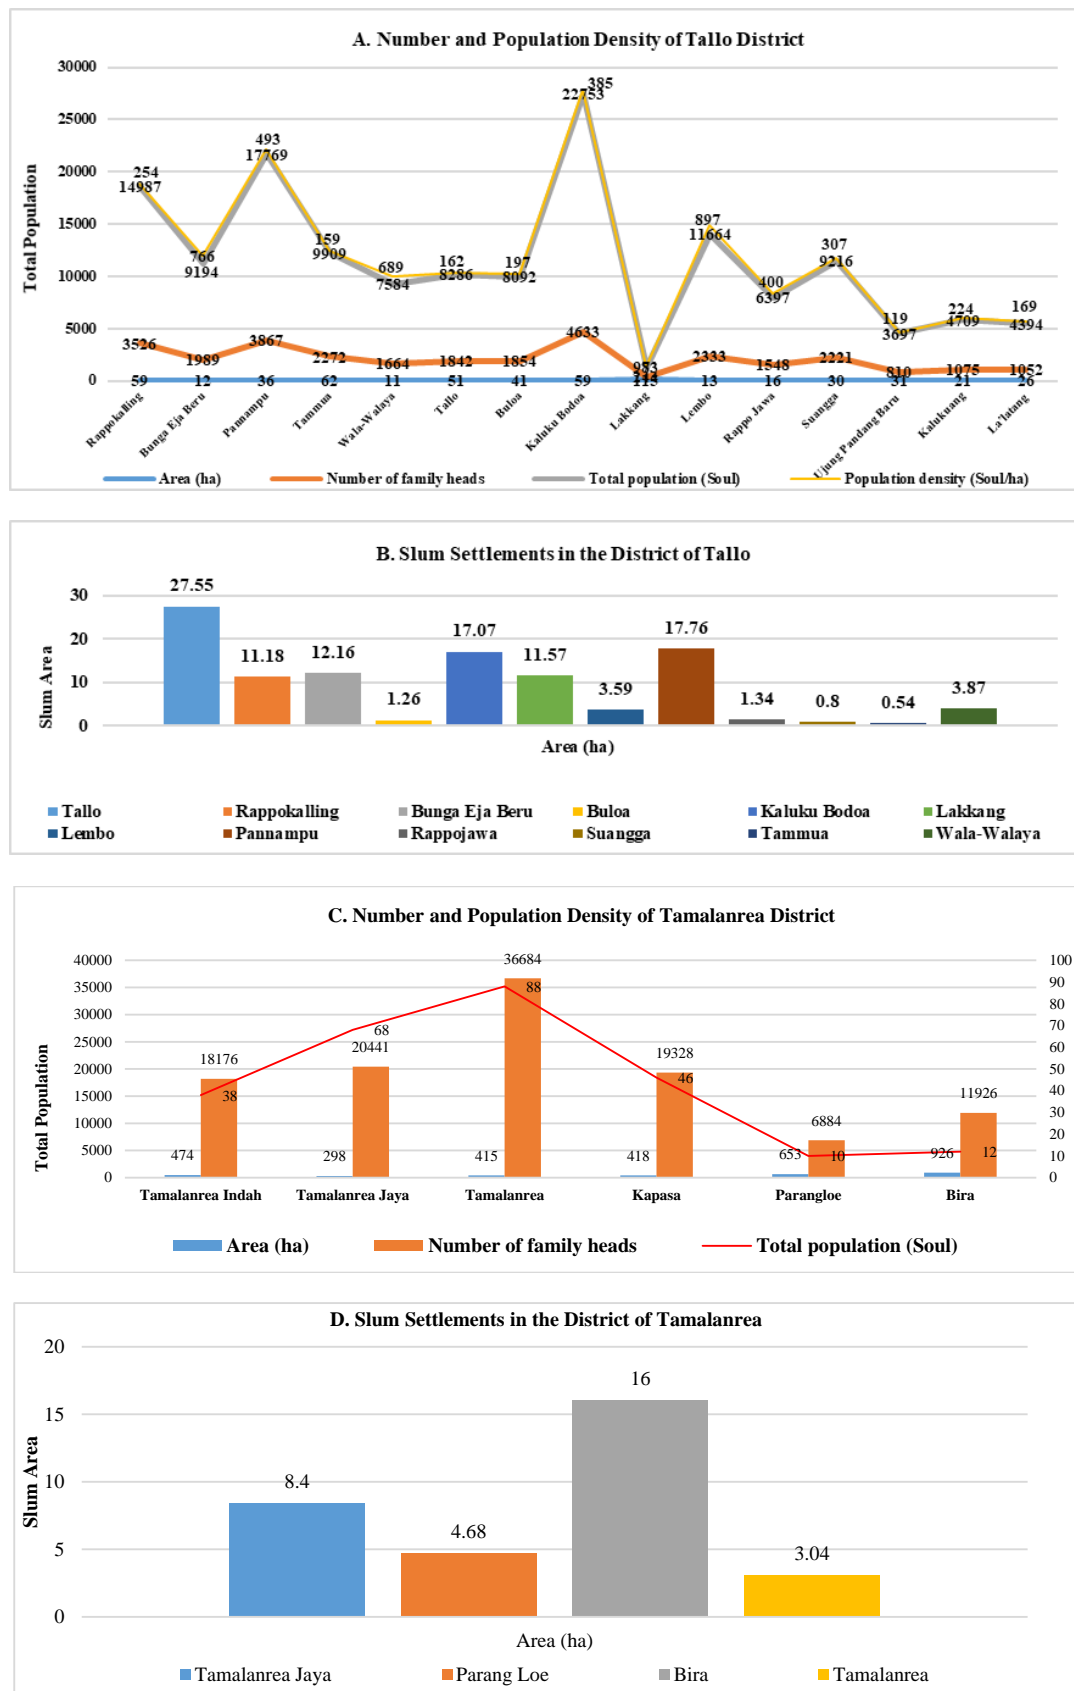 A. Number and Population Density of Tallo District
Total Population
30000
25000
20000
15000
10000
5000
0
254 766 493 159 689 162 197 385 897 400 307 119 224 169
14987 9194 17769 9909 7584 8286 8092 22753 983 11664 6397 9216 3697 4709 4394
3526 1989 3867 2272 1664 1842 1854 4633 2333 1548 2221 810 1075 1052
59 12 36 62 11 51 41 59 215 13 16 30 31 21 26
Rappokalling Bunga Eja Beru Panampu Tammua Wala-Walaya Tallo Buloa Kaluku Bodoa Lakkang Lembo Rappo Jawa Suangga Ujung Pandang Baru Kalukuang La'latang
Area (ha) Number of family heads Total population (Soul) Population density (Soul/ha)
B. Slum Settlements in the District of Tallo
Slum Area
30
20
10
0
27.55 11.18 12.16 1.26 17.07 11.57 3.59 17.76 1.34 0.8 0.54 3.87
Area (ha)
Tallo Rappokalling Bunga Eja Beru Buloa Kaluku Bodoa Lakkang
Lembo Pannampu Rappojawa Suangga Tammua Wala-Walaya
C. Number and Population Density of Tamalanrea District
Total Population
40000
35000
30000
25000
20000
15000
10000
5000
0
100
90
80
70
60
50
40
30
20
10
0
18176 20441 36684 19328 6884 11926
38 68 88 46 10 12
474 298 415 418 653 926
Tamalanrea Indah Tamalanrea Jaya Tamalanrea Kapasa Parangloe Bira
Area (ha) Number of family heads Total population (Soul)
D. Slum Settlements in the District of Tamalanrea
Slum Area
20
15
10
5
0
8.4 4.68 16 3.04
Area (ha)
Tamalanrea Jaya Parang Loe Bira Tamalanrea